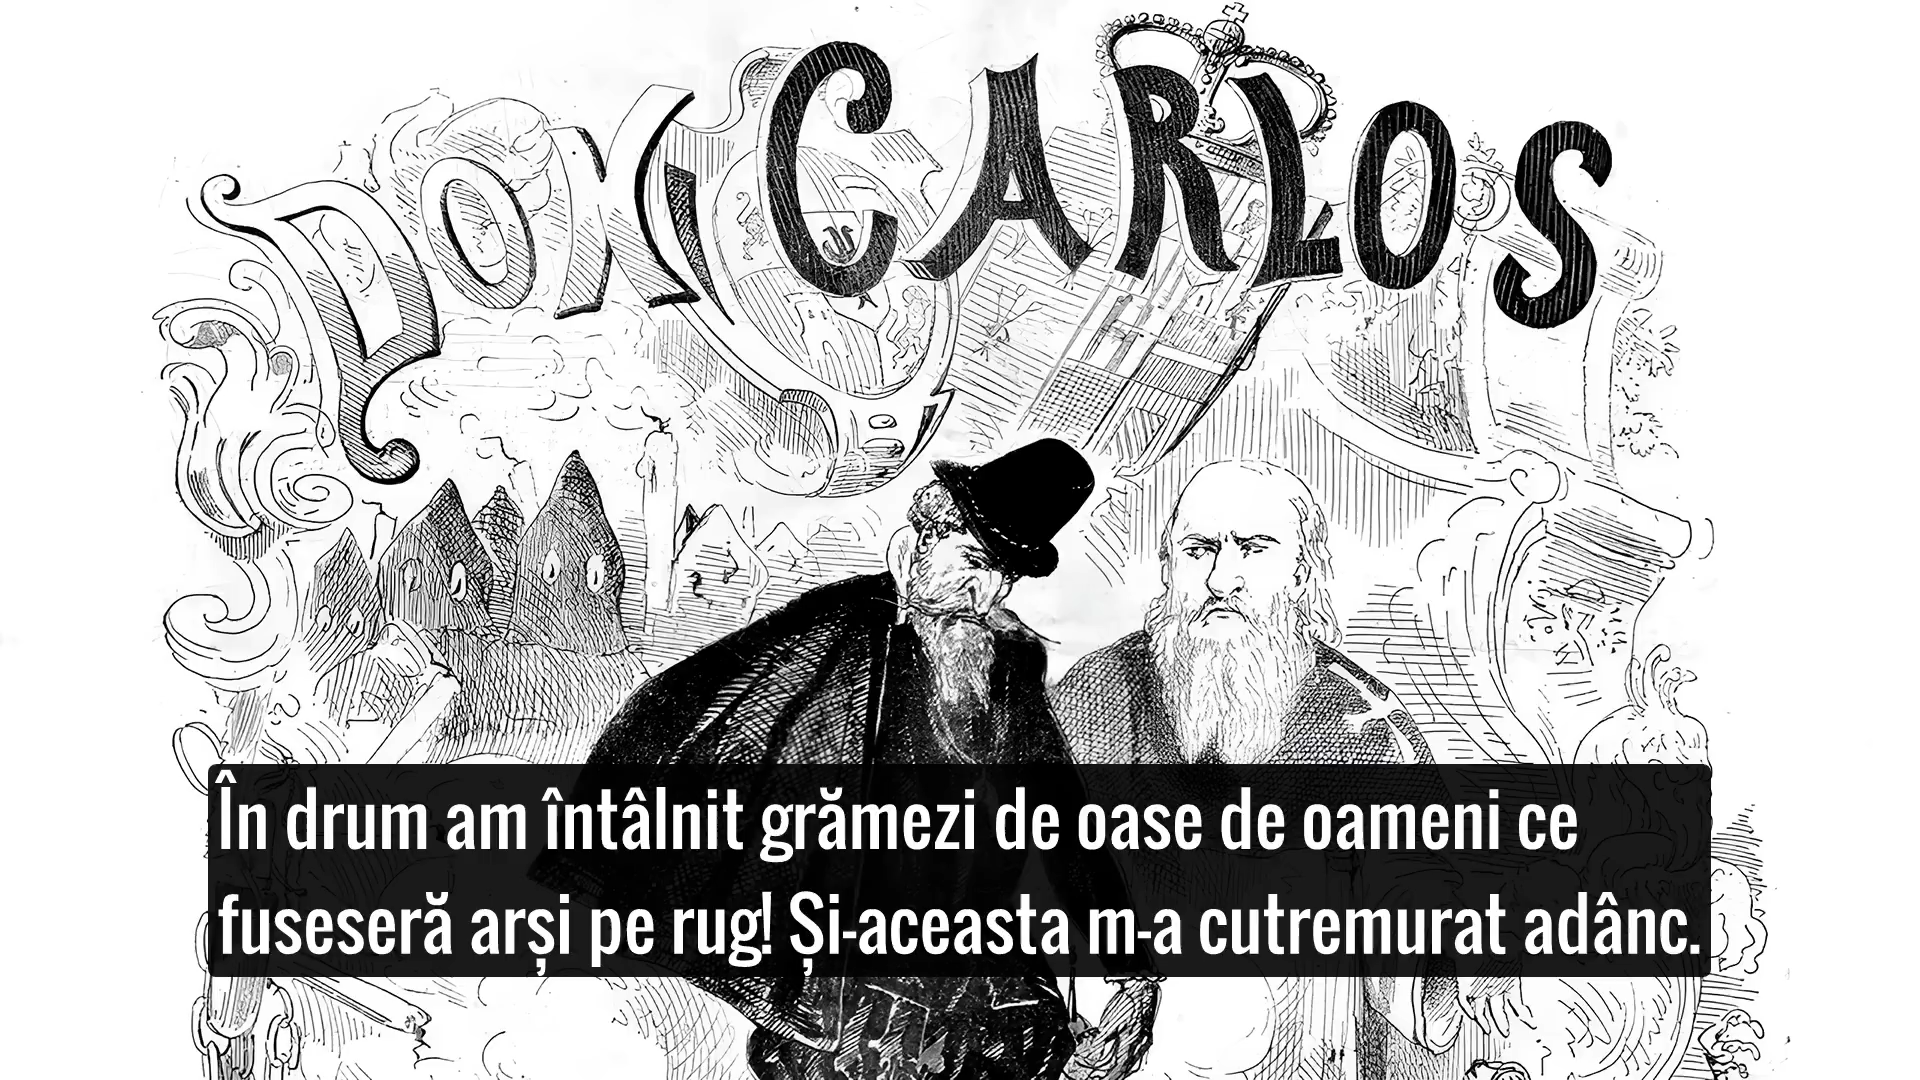 DON CARLOS
În drum am întâlnit grămezi de oase de oameni ce
fuseseră arși pe rug! Și-aceasta m-a cutremurat adânc.